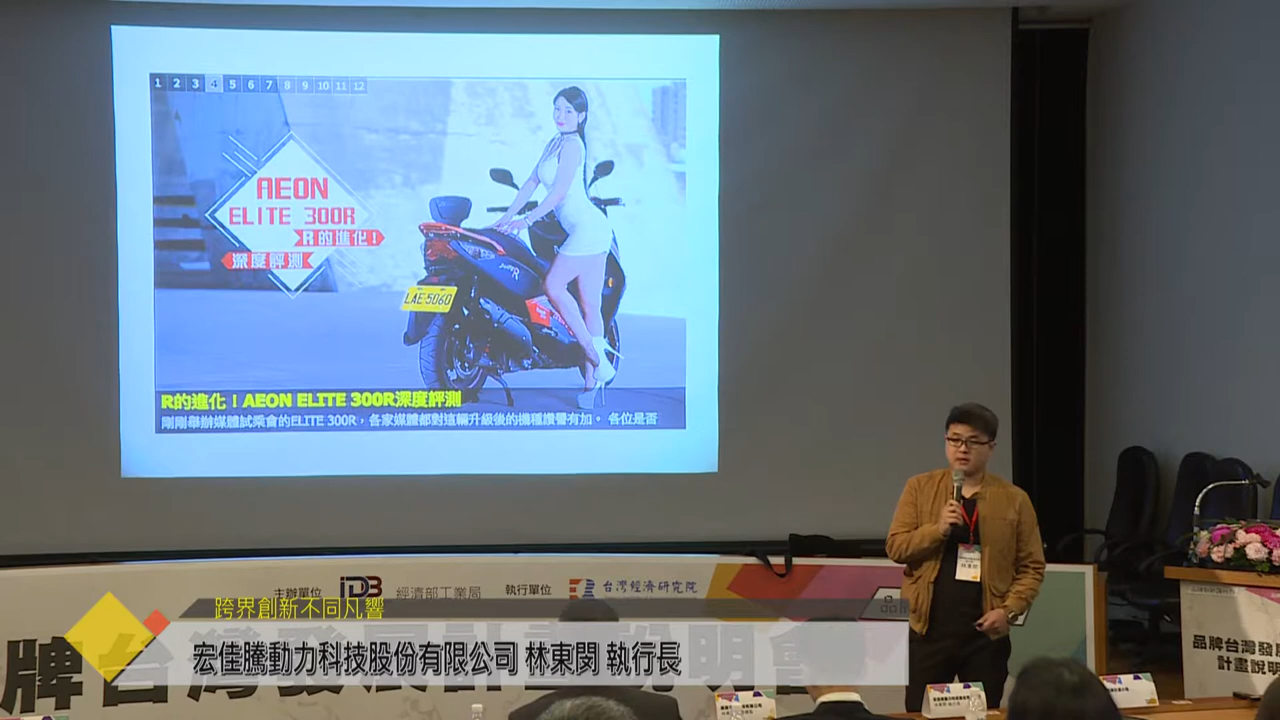 1 2 3 4 5 6 7 8 9 10 11 12
AEON
ELITE 300R
R的進化!
深度評測
LAE-5060
R的進化!AEON ELITE 300R深度評測
剛剛舉辦媒體試乘會的ELITE 300R,各家媒體都對這輛升級後的機種讚譽有加。 各位是否
主辦單位 IDB 經濟部工業局 執行單位 台灣經濟研究院
跨界創新不同凡響
宏佳騰動力科技股份有限公司 林東閔 執行長
牌台灣發展計畫說明會
品牌台灣發展
計畫說明